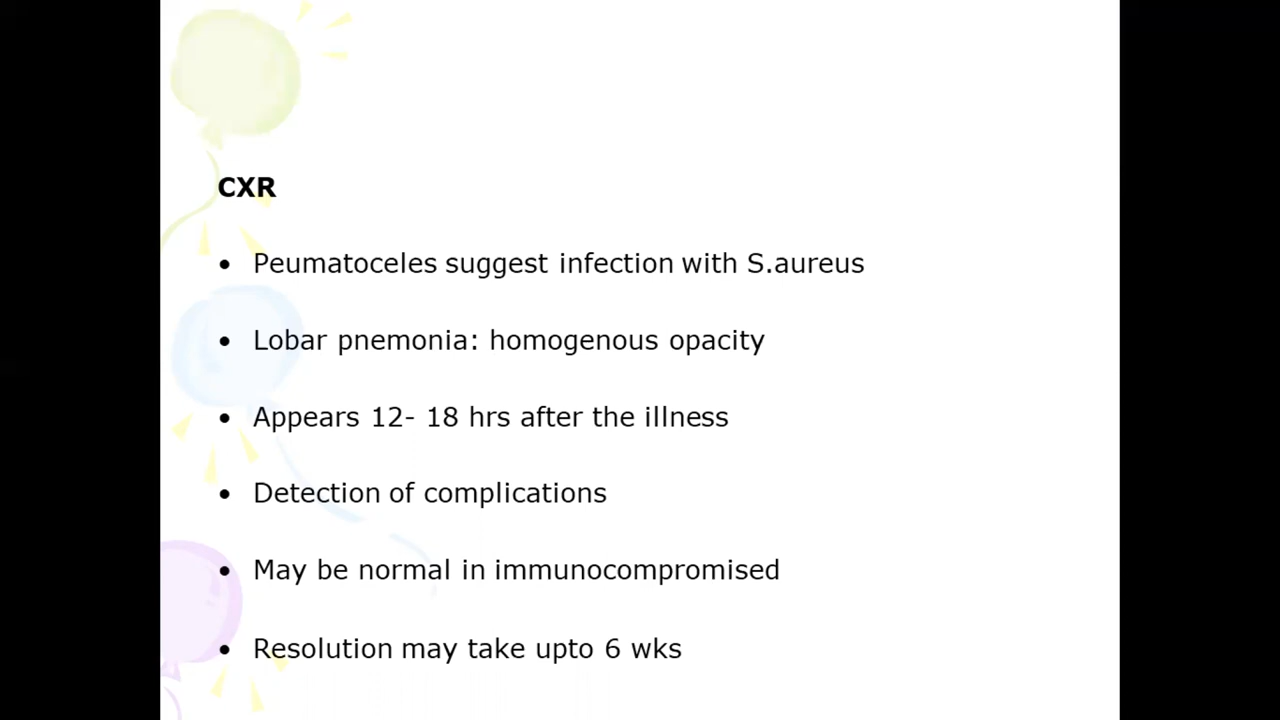 CXR
• Peumatoceles suggest infection with S.aureus
• Lobar pnemonia: homogenous opacity
• Appears 12- 18 hrs after the illness
• Detection of complications
• May be normal in immunocompromised
• Resolution may take upto 6 wks